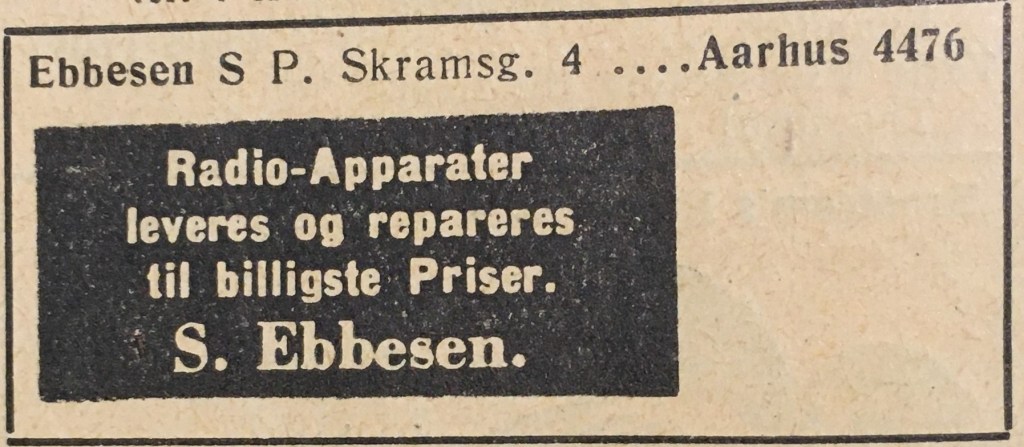 Ebbesen S P. Skramsg. 4 ....Aarhus 4476
Radio-Apparater
leveres og repareres
til billigste Priser.
S. Ebbesen.